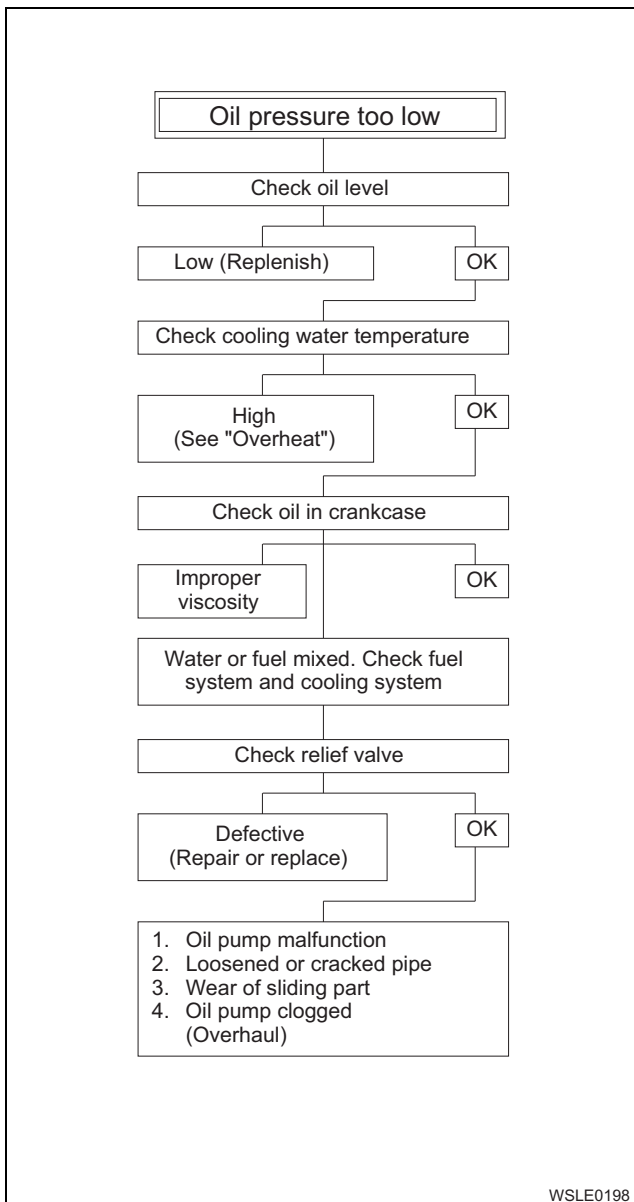 Oil pressure too low
Check oil level
Low (Replenish)
OK
Check cooling water temperature
High
(See "Overheat")
OK
Check oil in crankcase
Improper
viscosity
OK
Water or fuel mixed. Check fuel
system and cooling system
Check relief valve
Defective
(Repair or replace)
OK
1. Oil pump malfunction
2. Loosened or cracked pipe
3. Wear of sliding part
4. Oil pump clogged
(Overhaul)
WSLE0198